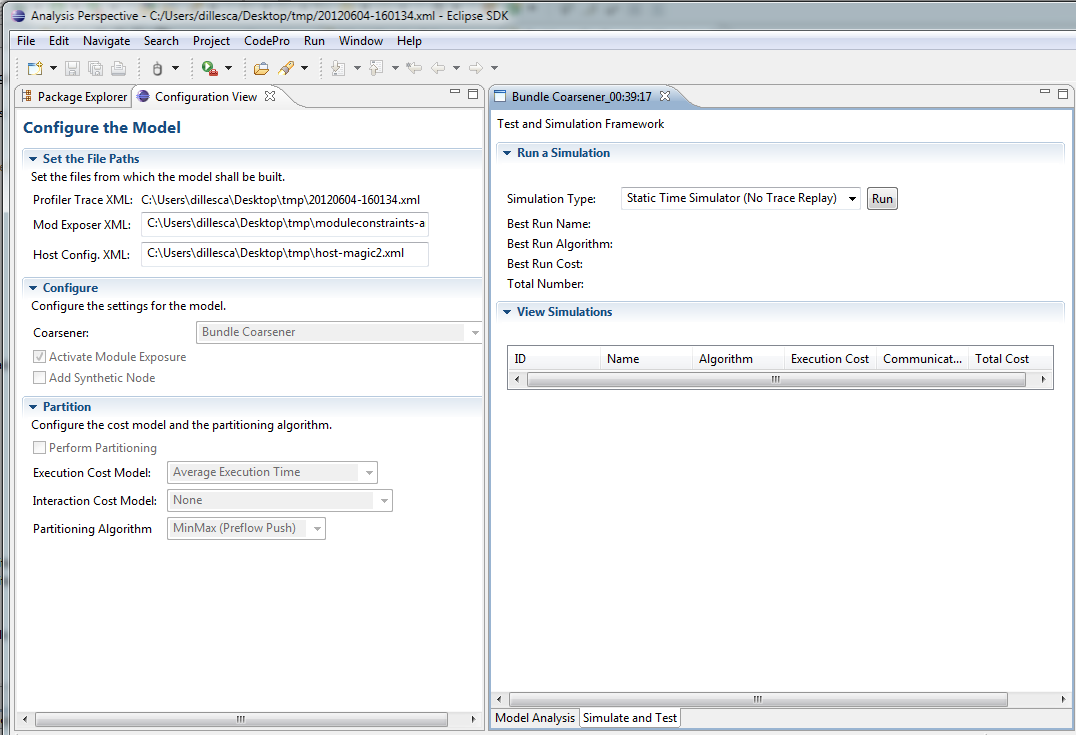 Analysis Perspective - C:/Users/dillesca/Desktop/tmp/20120604-160134.xml - Eclipse SDK
File Edit Navigate Search Project CodePro Run Window Help
Package Explorer Configuration View
Configure the Model
Set the File Paths
Set the files from which the model shall be built.
Profiler Trace XML: C:\Users\dillesca\Desktop\tmp\20120604-160134.xml
Mod Exposer XML: C:\Users\dillesca\Desktop\tmp\moduleconstraints-a
Host Config. XML: C:\Users\dillesca\Desktop\tmp\host-magic2.xml
Configure
Configure the settings for the model.
Coarsener: Bundle Coarsener
Activate Module Exposure
Add Synthetic Node
Partition
Configure the cost model and the partitioning algorithm.
Perform Partitioning
Execution Cost Model: Average Execution Time
Interaction Cost Model: None
Partitioning Algorithm MinMax (Preflow Push)
Bundle Coarsener_00:39:17
Test and Simulation Framework
Run a Simulation
Simulation Type: Static Time Simulator (No Trace Replay) Run
Best Run Name:
Best Run Algorithm:
Best Run Cost:
Total Number:
View Simulations
ID Name Algorithm Execution Cost Communicat... Total Cost
Model Analysis Simulate and Test